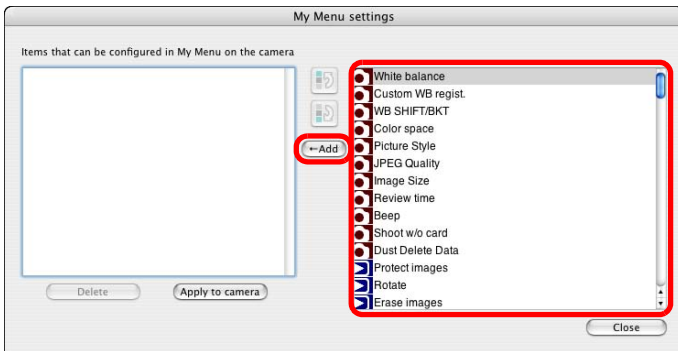 My Menu settings
Items that can be configured in My Menu on the camera
←Add
Delete
Apply to camera
White balance
Custom WB regist.
WB SHIFT/BKT
Color space
Picture Style
JPEG Quality
Image Size
Review time
Beep
Shoot w/o card
Dust Delete Data
Protect images
Rotate
Erase images
Close